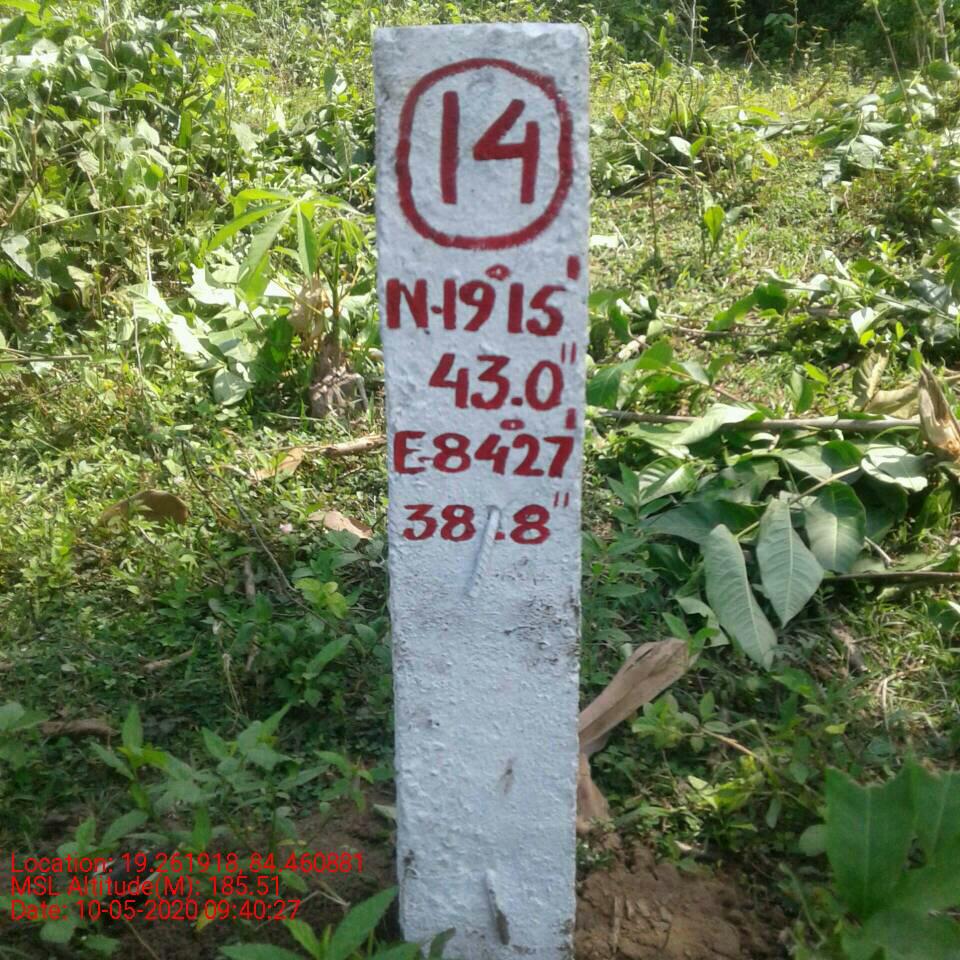 14
N-19°15'
43.0"
E-84°27'
38.8"
Location: 19.261918,84.460881
MSL Altitude(M): 185.51
Date: 10-05-2020 09:40:27